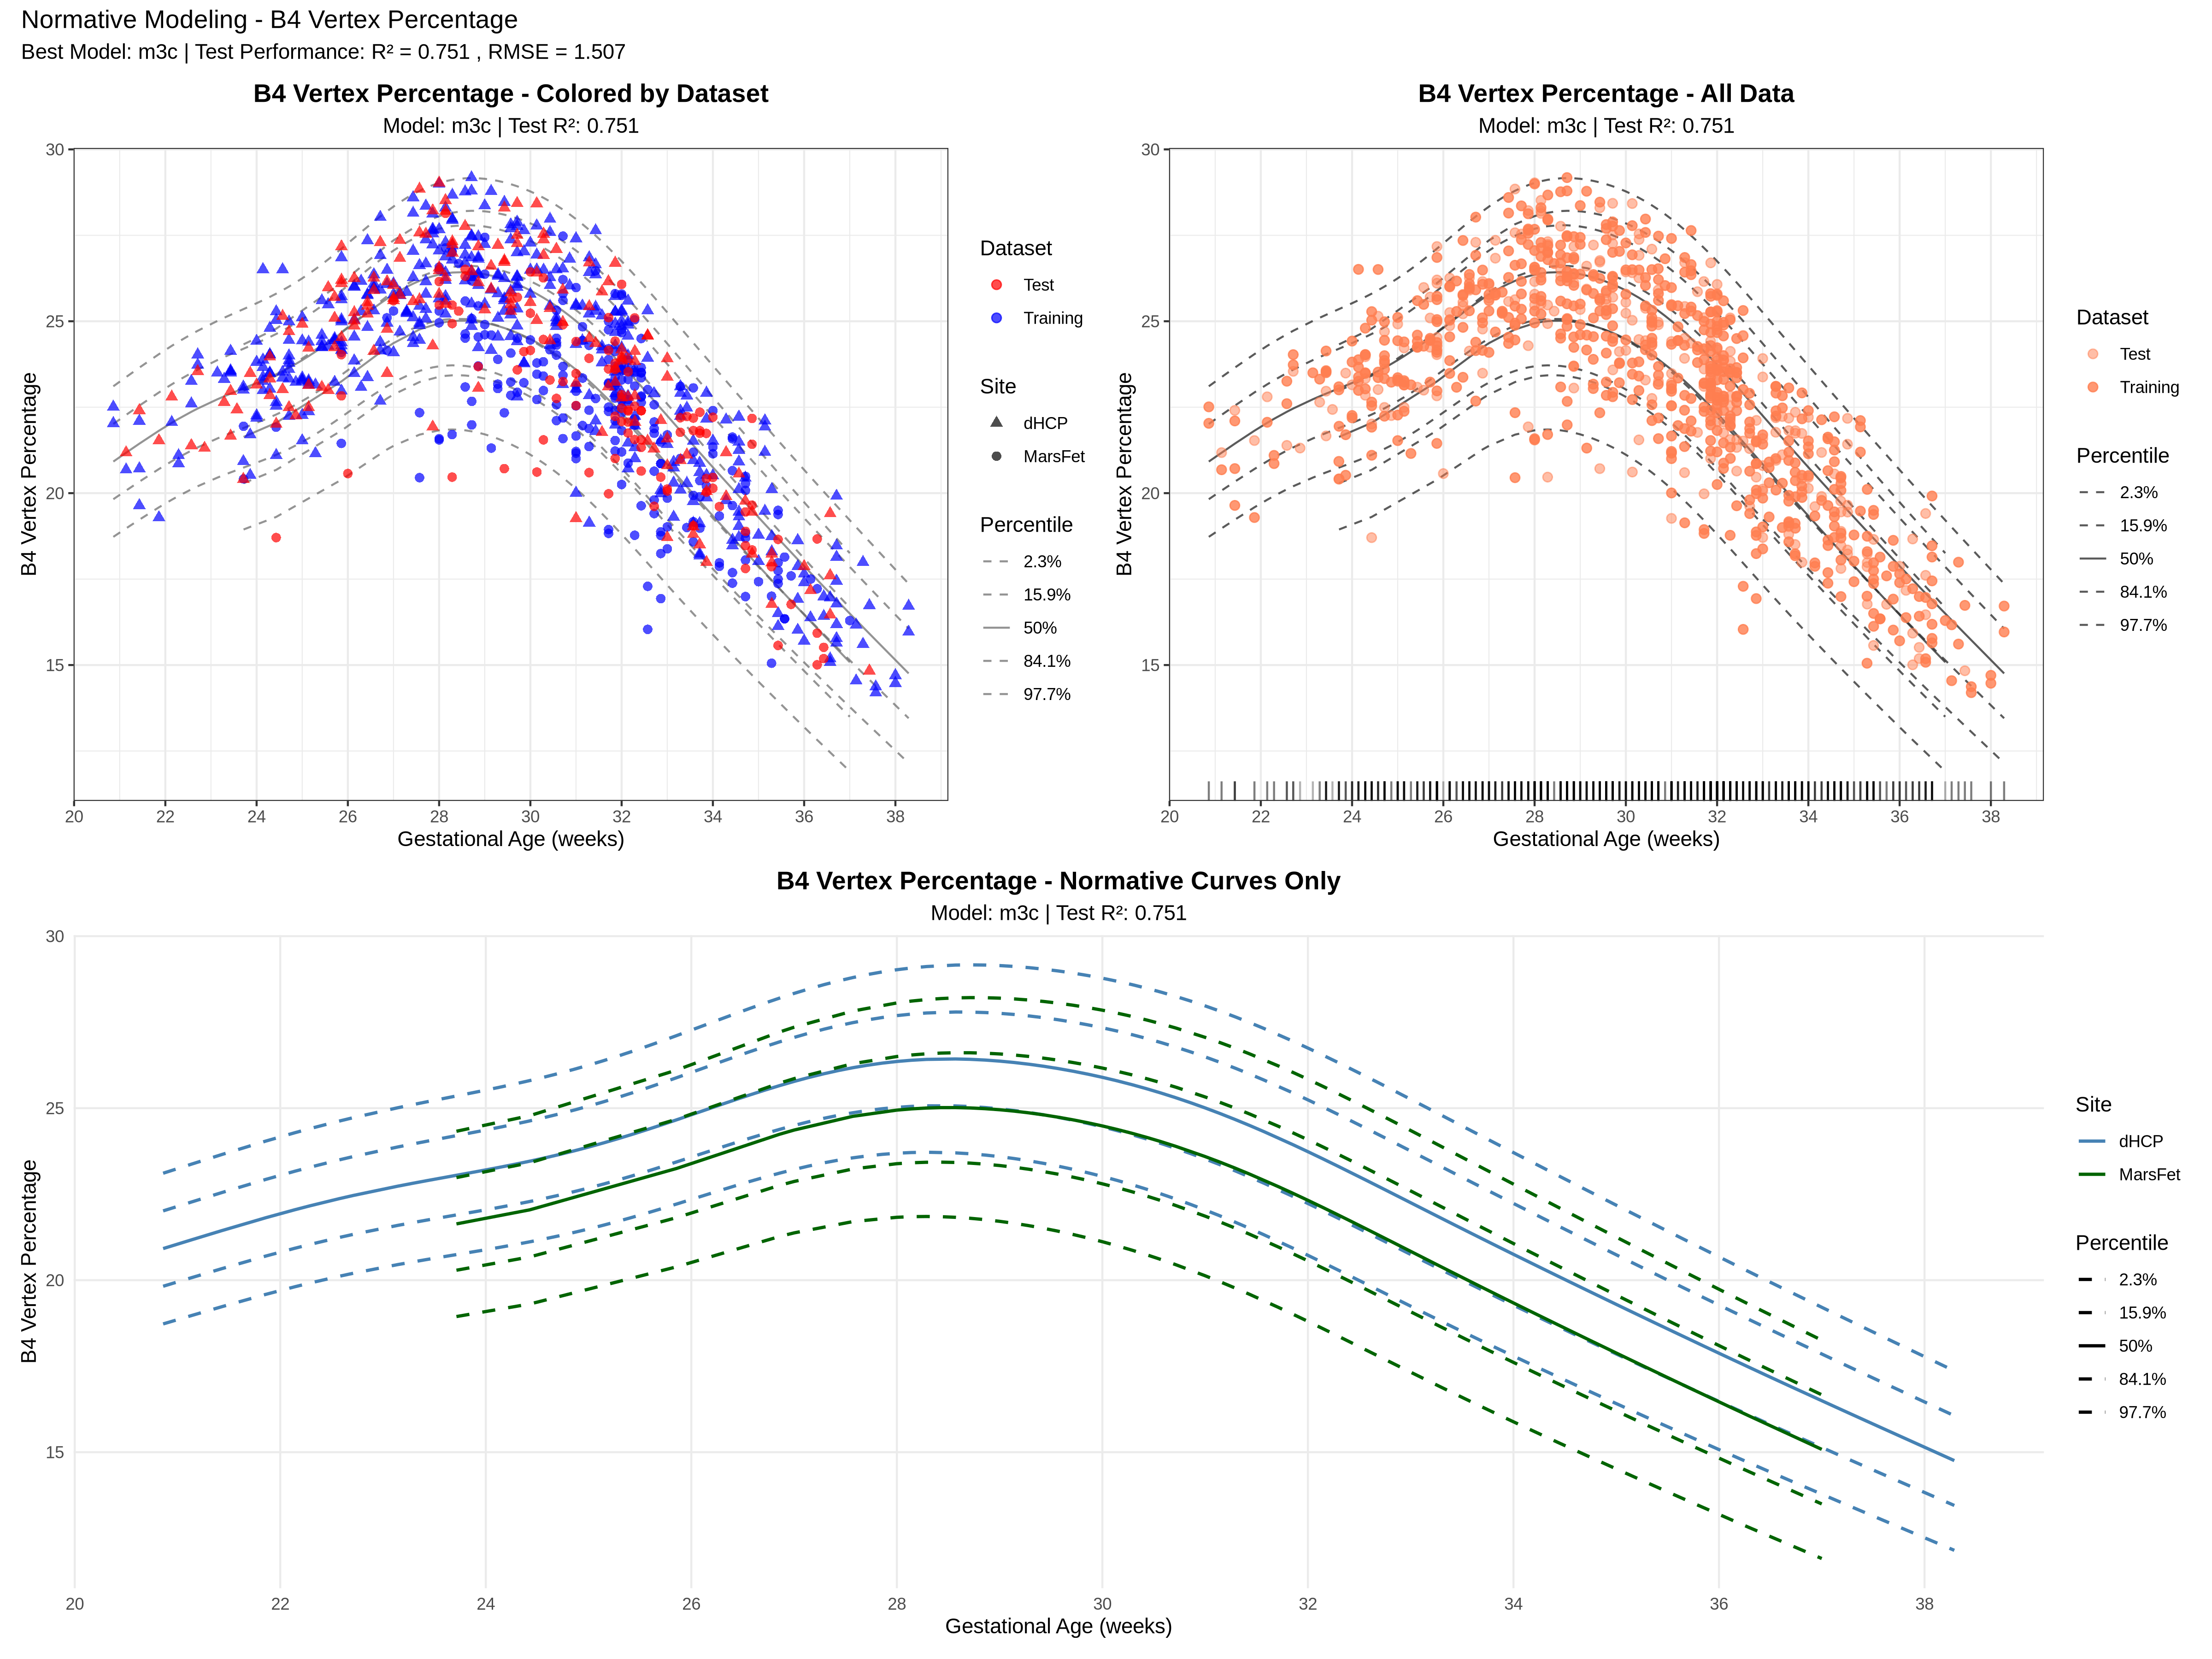 Normative Modeling - B4 Vertex Percentage
Best Model: m3c | Test Performance: R² = 0.751 , RMSE = 1.507
B4 Vertex Percentage - Colored by Dataset
Model: m3c | Test R²: 0.751
30
25
20
15
B4 Vertex Percentage
20 22 24 26 28 30 32 34 36 38
Gestational Age (weeks)
Dataset
Test
Training
Site
dHCP
MarsFet
Percentile
2.3%
15.9%
50%
84.1%
97.7%
B4 Vertex Percentage - All Data
Model: m3c | Test R²: 0.751
30
25
20
15
B4 Vertex Percentage
20 22 24 26 28 30 32 34 36 38
Gestational Age (weeks)
Dataset
Test
Training
Percentile
2.3%
15.9%
50%
84.1%
97.7%
B4 Vertex Percentage - Normative Curves Only
Model: m3c | Test R²: 0.751
30
25
20
15
B4 Vertex Percentage
20 22 24 26 28 30 32 34 36 38
Gestational Age (weeks)
Site
dHCP
MarsFet
Percentile
2.3%
15.9%
50%
84.1%
97.7%